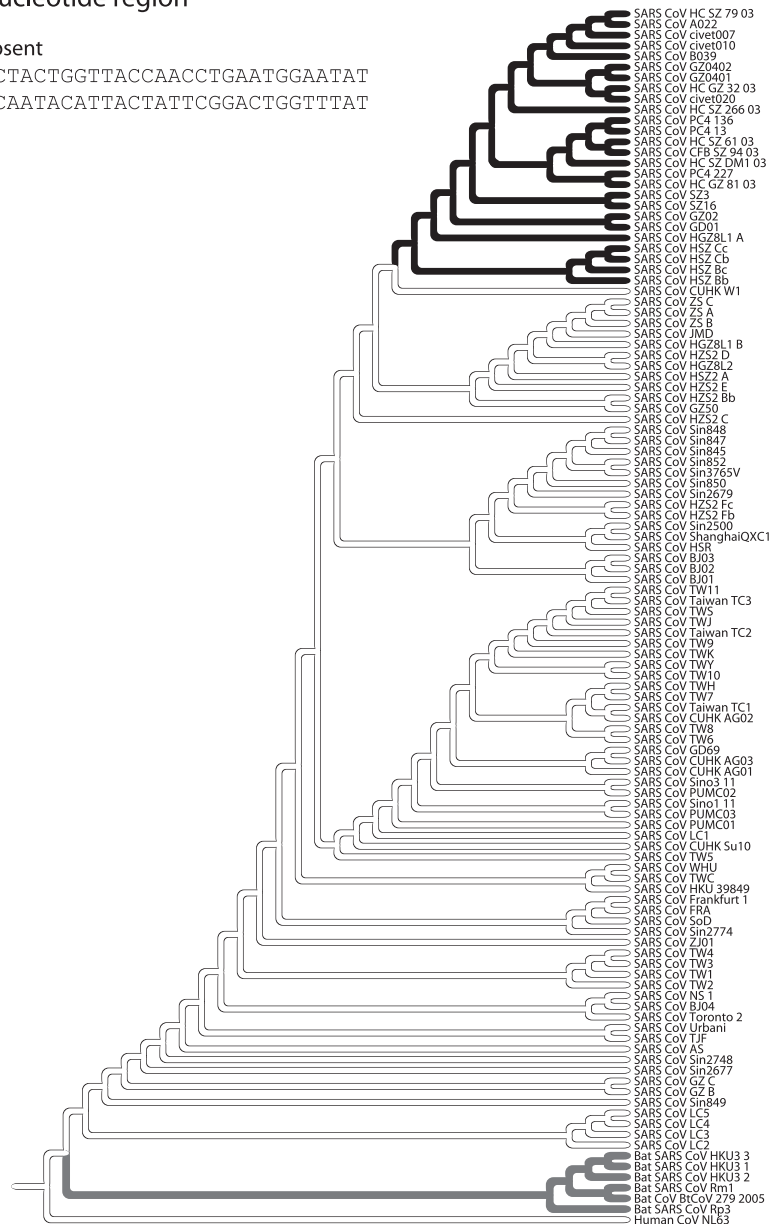 ucleotide region
sent
CTACTGGTTACCAACCTGAATGGAATAT
CAATACATTACTATTCGGACTGGTTTAT
SARS CoV HC SZ 79 03
SARS CoV A022
SARS CoV civet007
SARS CoV civet010
SARS CoV B039
SARS CoV GZ0402
SARS CoV GZ0401
SARS CoV HC GZ 32 03
SARS CoV civet020
SARS CoV HC SZ 266 03
SARS CoV PC4 136
SARS CoV PC4 13
SARS CoV HC SZ 61 03
SARS CoV CFB SZ 94 03
SARS CoV HC SZ DM1 03
SARS CoV PC4 227
SARS CoV HC GZ 81 03
SARS CoV SZ3
SARS CoV SZ16
SARS CoV GZ02
SARS CoV GD01
SARS CoV HGZ8L1 A
SARS CoV HSZ Cc
SARS CoV HSZ Cb
SARS CoV HSZ Bc
SARS CoV HSZ Bb
SARS CoV CUHK W1
SARS CoV ZS C
SARS CoV ZS A
SARS CoV ZS B
SARS CoV JMD
SARS CoV HGZ8L1 B
SARS CoV HZS2 D
SARS CoV HGZ8L2
SARS CoV HSZ2 A
SARS CoV HZS2 E
SARS CoV HZS2 Bb
SARS CoV GZ50
SARS CoV HZS2 C
SARS CoV Sin848
SARS CoV Sin847
SARS CoV Sin845
SARS CoV Sin852
SARS CoV Sin3765V
SARS CoV Sin850
SARS CoV Sin2679
SARS CoV HZS2 Fc
SARS CoV HZS2 Fb
SARS CoV Sin2500
SARS CoV ShanghaiQXC1
SARS CoV HSR
SARS CoV BJ03
SARS CoV BJ02
SARS CoV BJ01
SARS CoV TW11
SARS CoV Taiwan TC3
SARS CoV TWS
SARS CoV TWJ
SARS CoV Taiwan TC2
SARS CoV TW9
SARS CoV TWK
SARS CoV TWY
SARS CoV TW10
SARS CoV TWH
SARS CoV TW7
SARS CoV Taiwan TC1
SARS CoV CUHK AG02
SARS CoV TW8
SARS CoV TW6
SARS CoV GD69
SARS CoV CUHK AG03
SARS CoV CUHK AG01
SARS CoV Sino3 11
SARS CoV PUMC02
SARS CoV Sino1 11
SARS CoV PUMC03
SARS CoV PUMC01
SARS CoV LC1
SARS CoV CUHK Su10
SARS CoV TW5
SARS CoV WHU
SARS CoV TWC
SARS CoV HKU 39849
SARS CoV Frankfurt 1
SARS CoV FRA
SARS CoV SoD
SARS CoV Sin2774
SARS CoV ZJ01
SARS CoV TW4
SARS CoV TW3
SARS CoV TW1
SARS CoV TW2
SARS CoV NS 1
SARS CoV BJ04
SARS CoV Toronto 2
SARS CoV Urbani
SARS CoV TJF
SARS CoV AS
SARS CoV Sin2748
SARS CoV Sin2677
SARS CoV GZ C
SARS CoV GZ B
SARS CoV Sin849
SARS CoV LC5
SARS CoV LC4
SARS CoV LC3
SARS CoV LC2
Bat SARS CoV HKU3 3
Bat SARS CoV HKU3 1
Bat SARS CoV HKU3 2
Bat SARS CoV Rm1
Bat CoV BtCoV 279 2005
Bat SARS CoV Rp3
Human CoV NL63